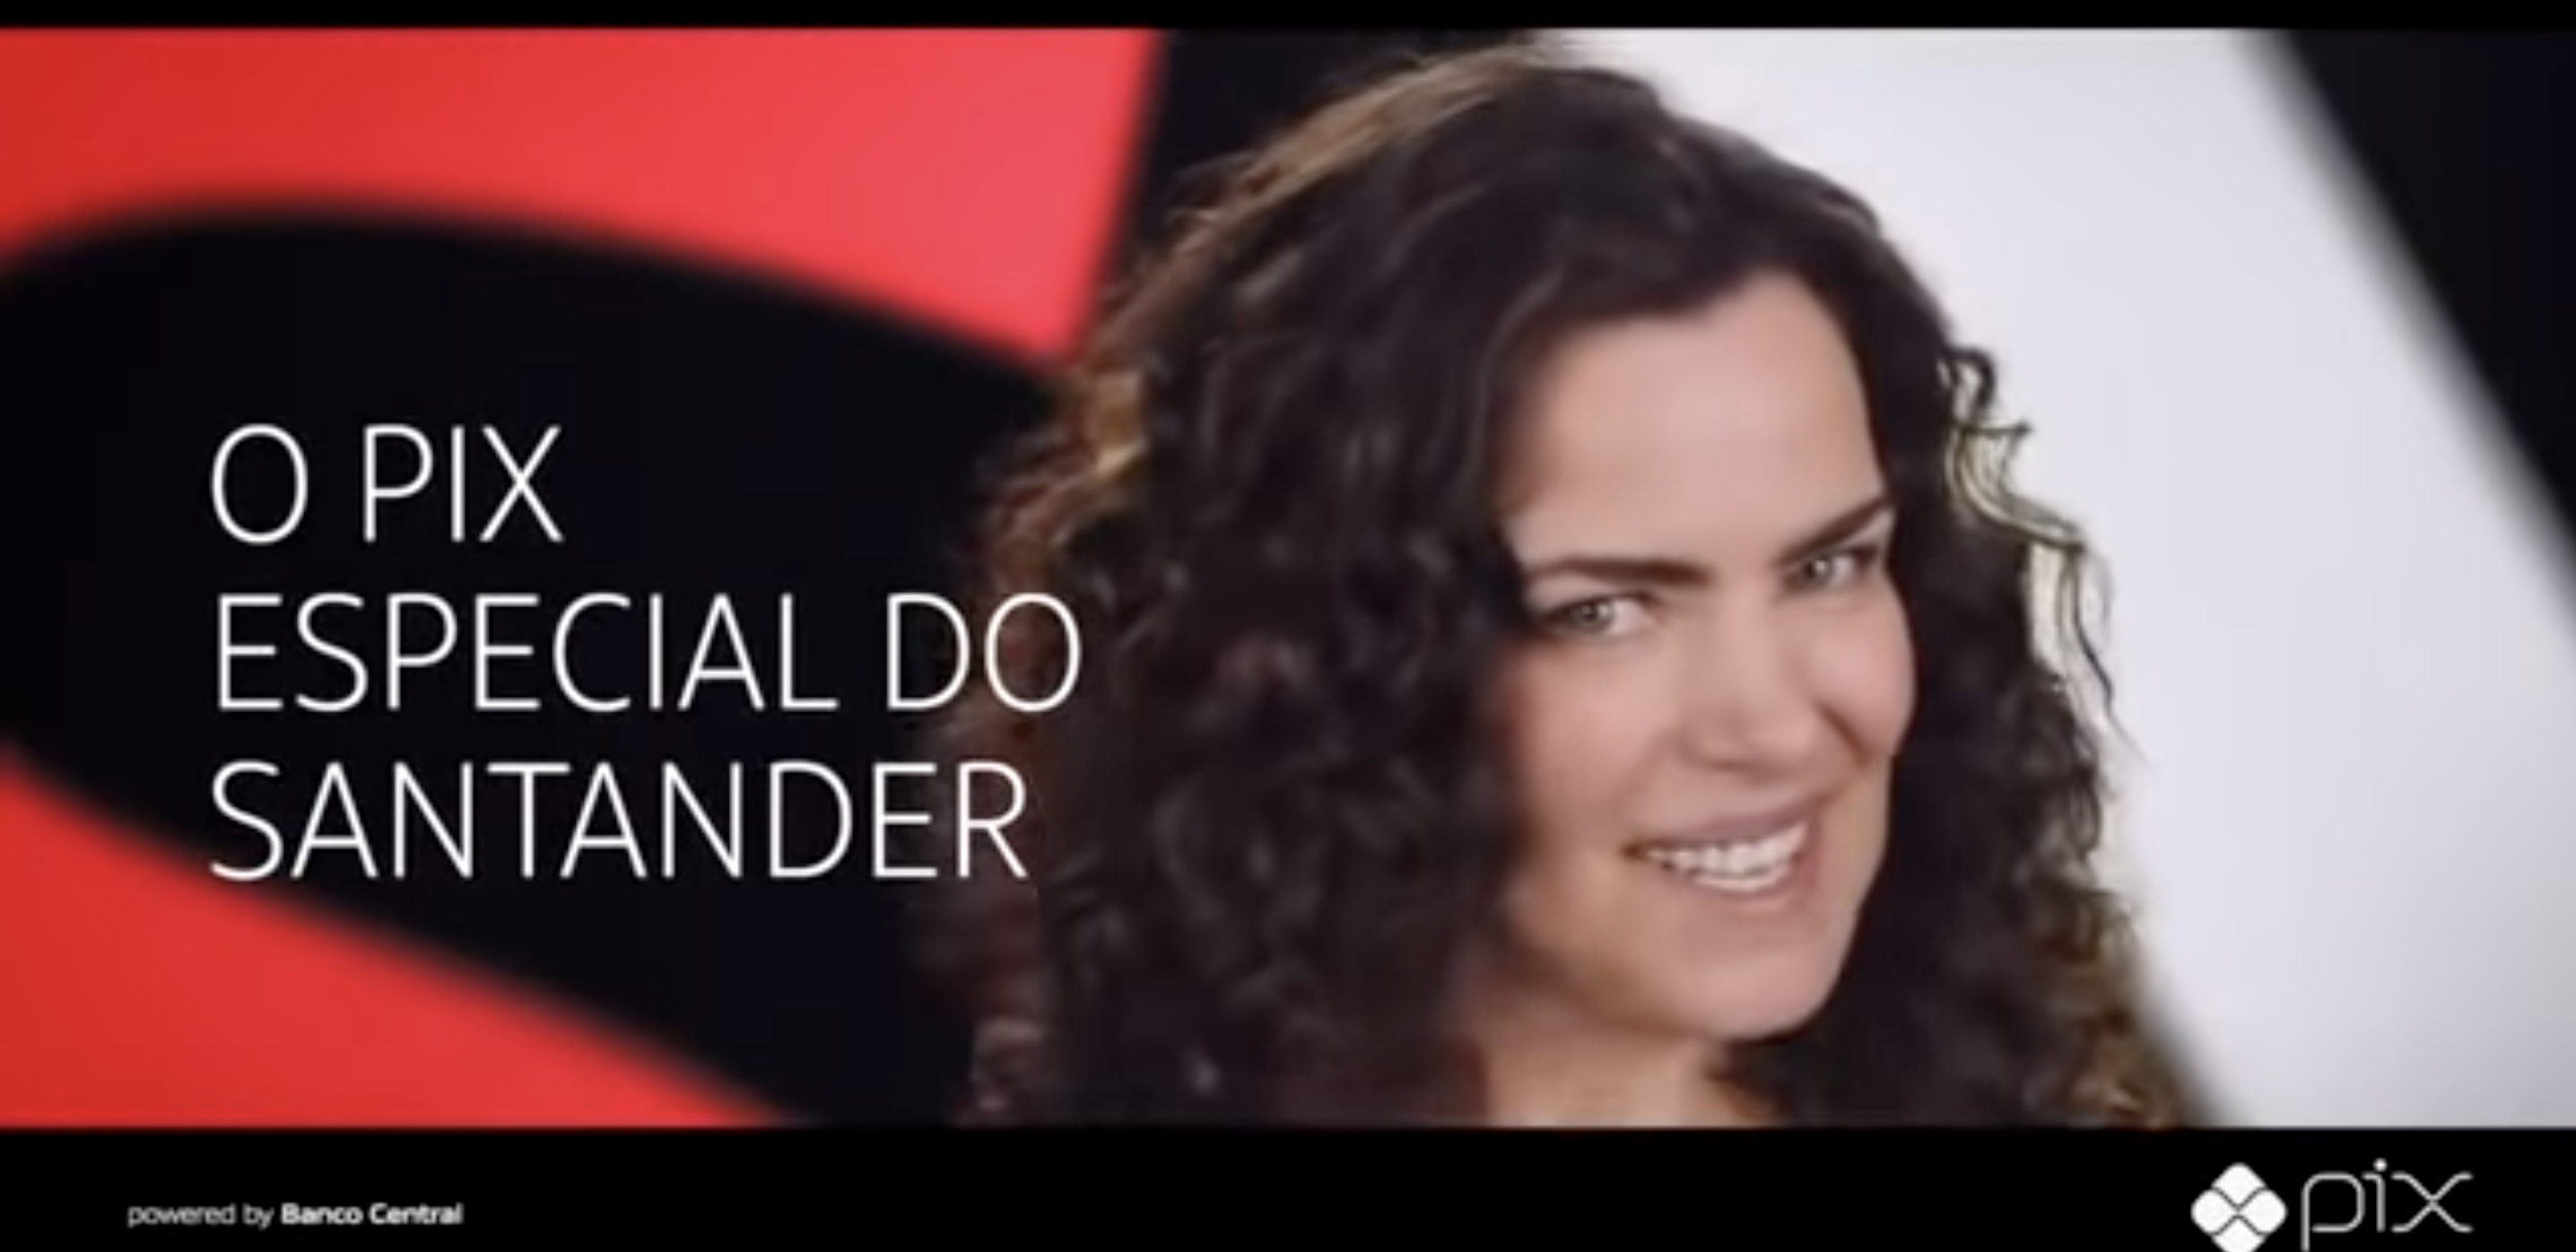 O PIX
ESPECIAL DO
SANTANDER
powered by Banco Central
pix